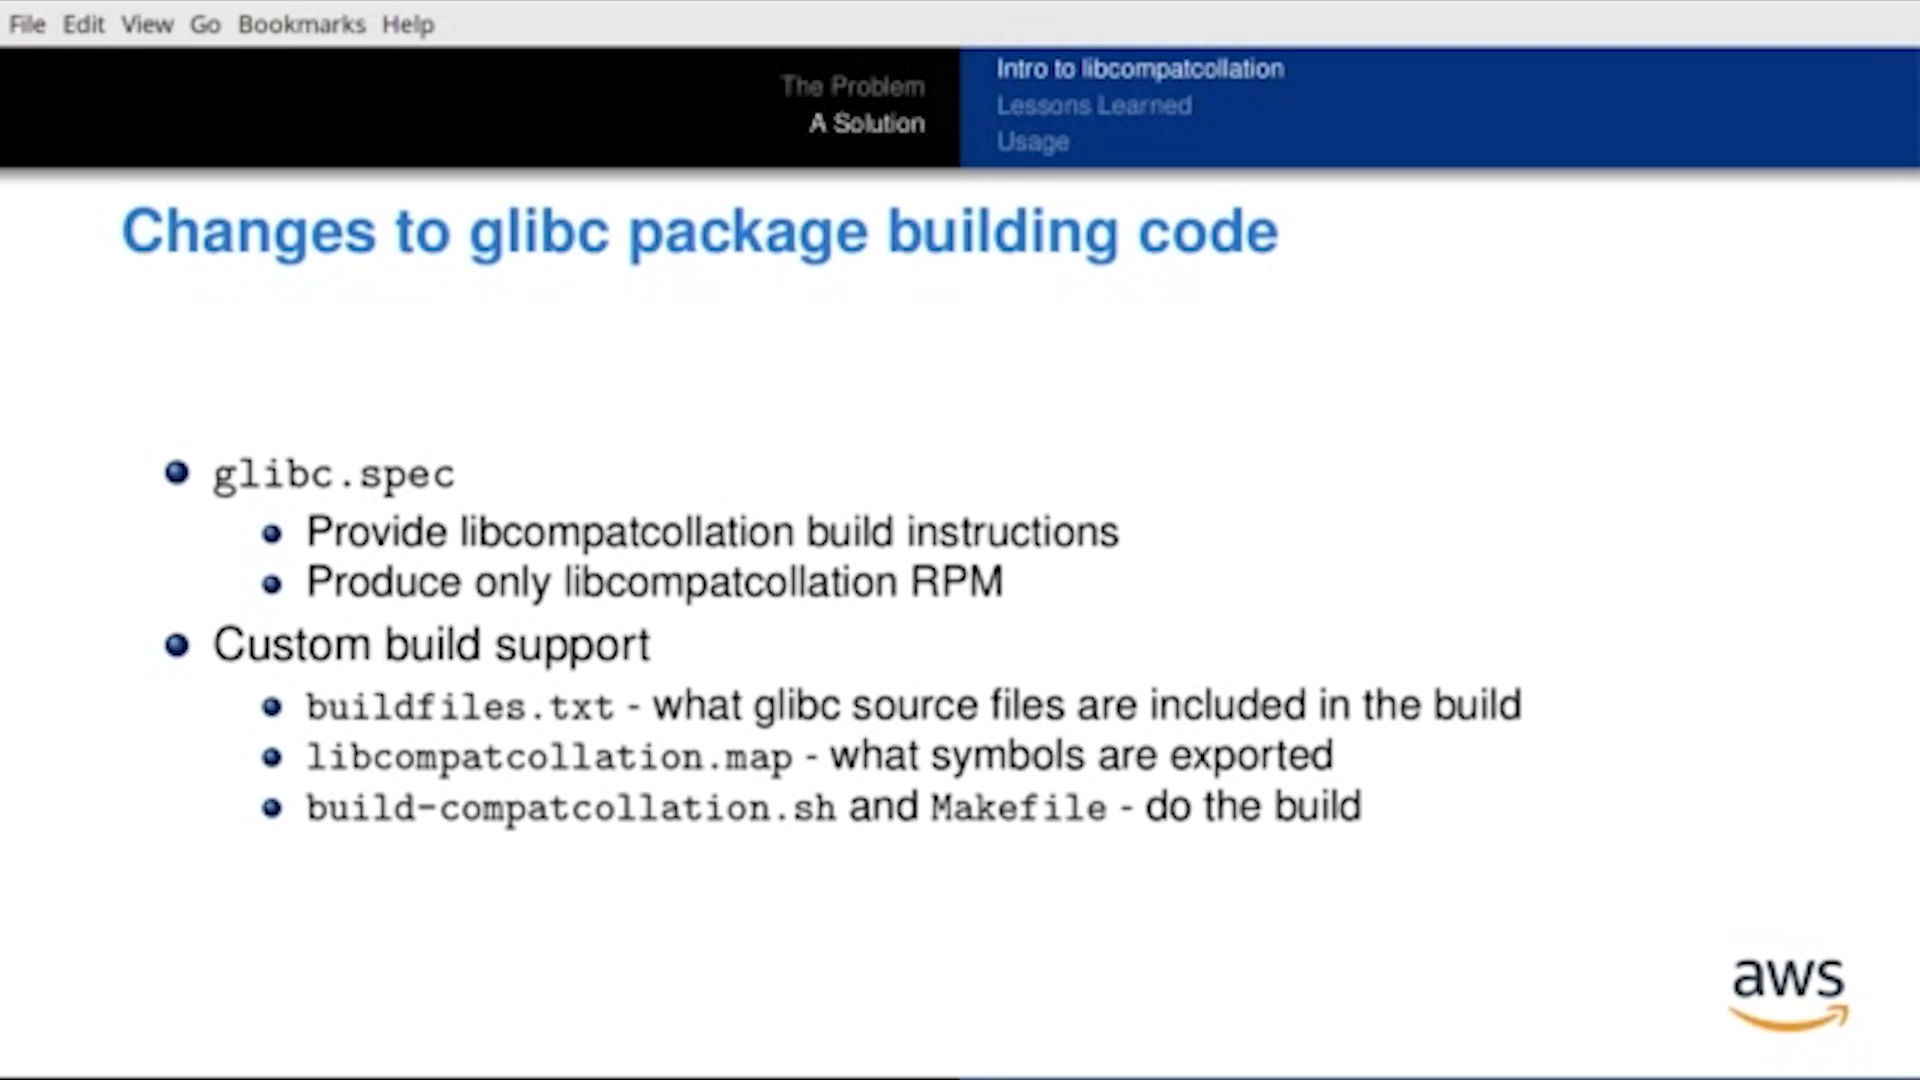 File Edit View Go Bookmarks Help
The Problem
A Solution
Intro to libcompatcollation
Lessons Learned
Usage
Changes to glibc package building code
glibc.spec
Provide libcompatcollation build instructions
Produce only libcompatcollation RPM
Custom build support
buildfiles.txt - what glibc source files are included in the build
libcompatcollation.map - what symbols are exported
build-compatcollation.sh and Makefile - do the build
aws